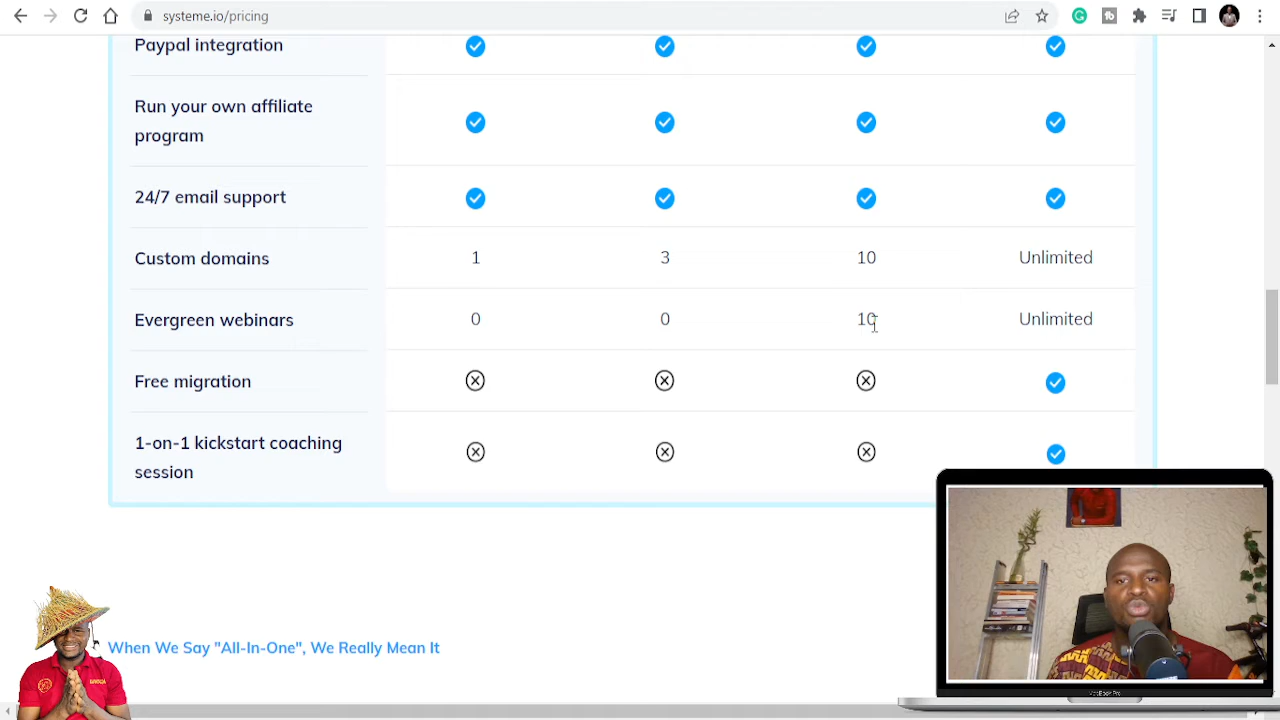 systeme.io/pricing
Paypal integration
Run your own affiliate
program
24/7 email support
Custom domains 1 3 10 Unlimited
Evergreen webinars 0 0 10 Unlimited
Free migration
1-on-1 kickstart coaching
session
When We Say "All-In-One", We Really Mean It
MacBook Pro